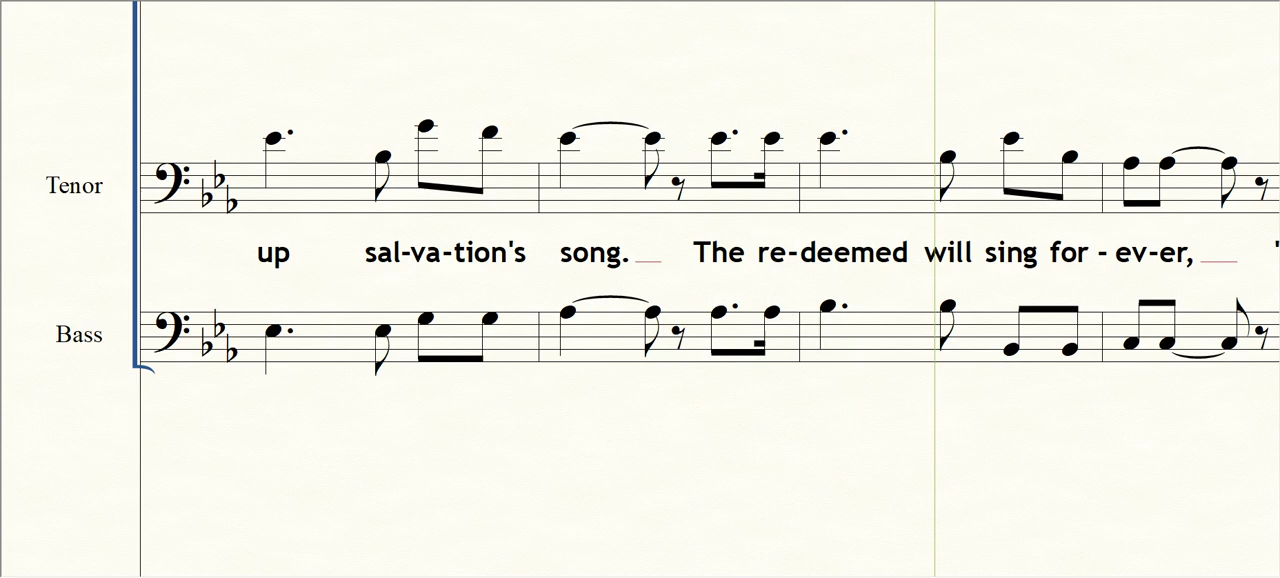 Tenor
up sal-va-tion's song. The re-deemed will sing for - ev-er,
Bass